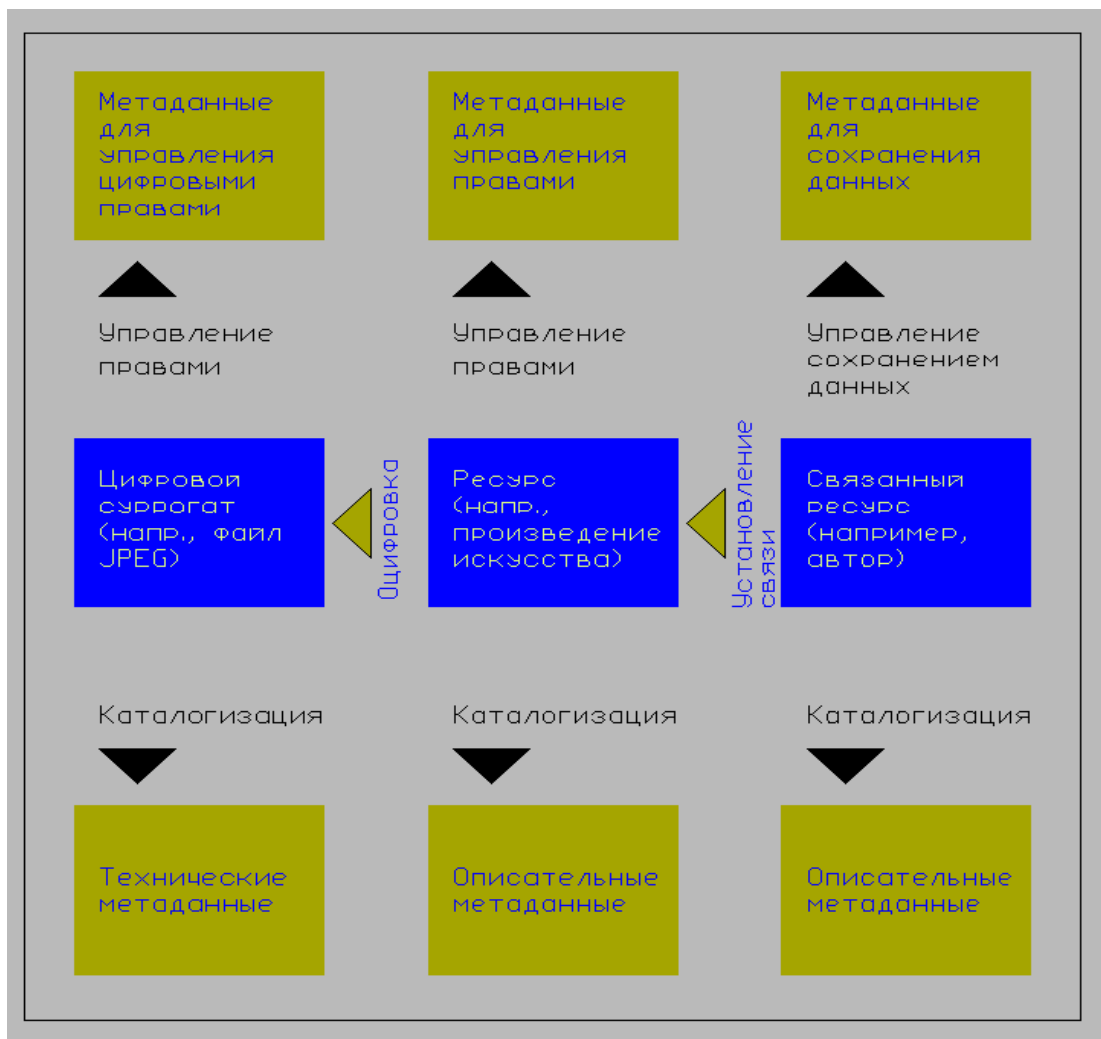 Метаданные
для
управления
цифровыми
правами
Метаданные
для
управления
правами
Метаданные
для
сохранения
данных
Управление
правами
Управление
правами
Управление
сохранением
данных
Цифровой
суррогат
(напр., файл
JPEG)
Оцифровка
Ресурс
(напр.,
произведение
искусства)
Установление
связи
Связанный
ресурс
(например,
автор)
Каталогизация
Каталогизация
Каталогизация
Технические
метаданные
Описательные
метаданные
Описательные
метаданные